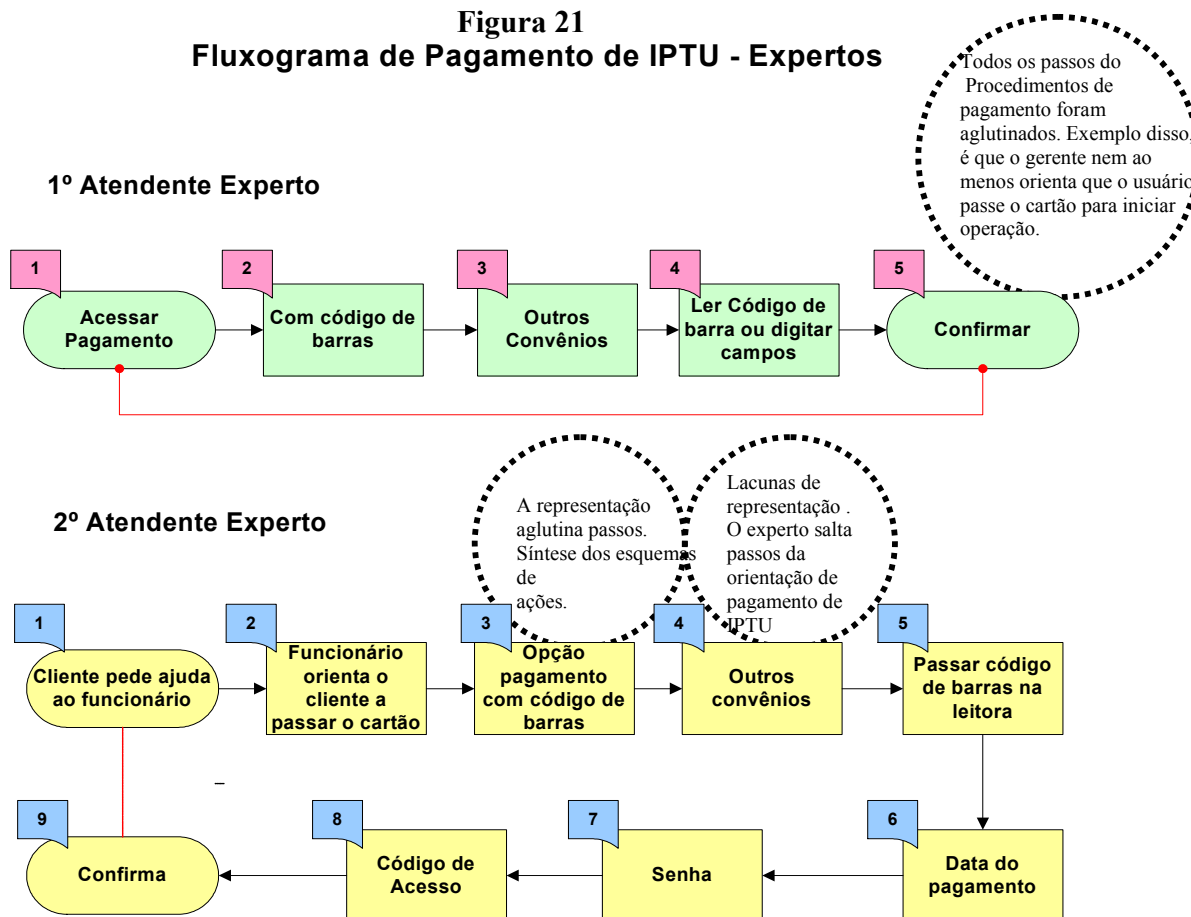 Figura 21
Fluxograma de Pagamento de IPTU - Expertos
Todos os passos do
Procedimentos de
pagamento foram
aglutinados. Exemplo disso,
é que o gerente nem ao
menos orienta que o usuário
passe o cartão para iniciar
operação.
1º Atendente Experto
1
Acessar
Pagamento
2
Com código de
barras
3
Outros
Convênios
4
Ler Código de
barra ou digitar
campos
5
Confirmar
2º Atendente Experto
A representação
aglutina passos.
Síntese dos esquemas
de
ações.
Lacunas de
representação .
O experto salta
passos da
orientação de
pagamento de
IPTU
1
Cliente pede ajuda
ao funcionário
2
Funcionário
orienta o
cliente a
passar o cartão
3
Opção
pagamento
com código de
barras
4
Outros
convênios
5
Passar código
de barras na
leitora
6
Data do
pagamento
7
Senha
8
Código de
Acesso
9
Confirma